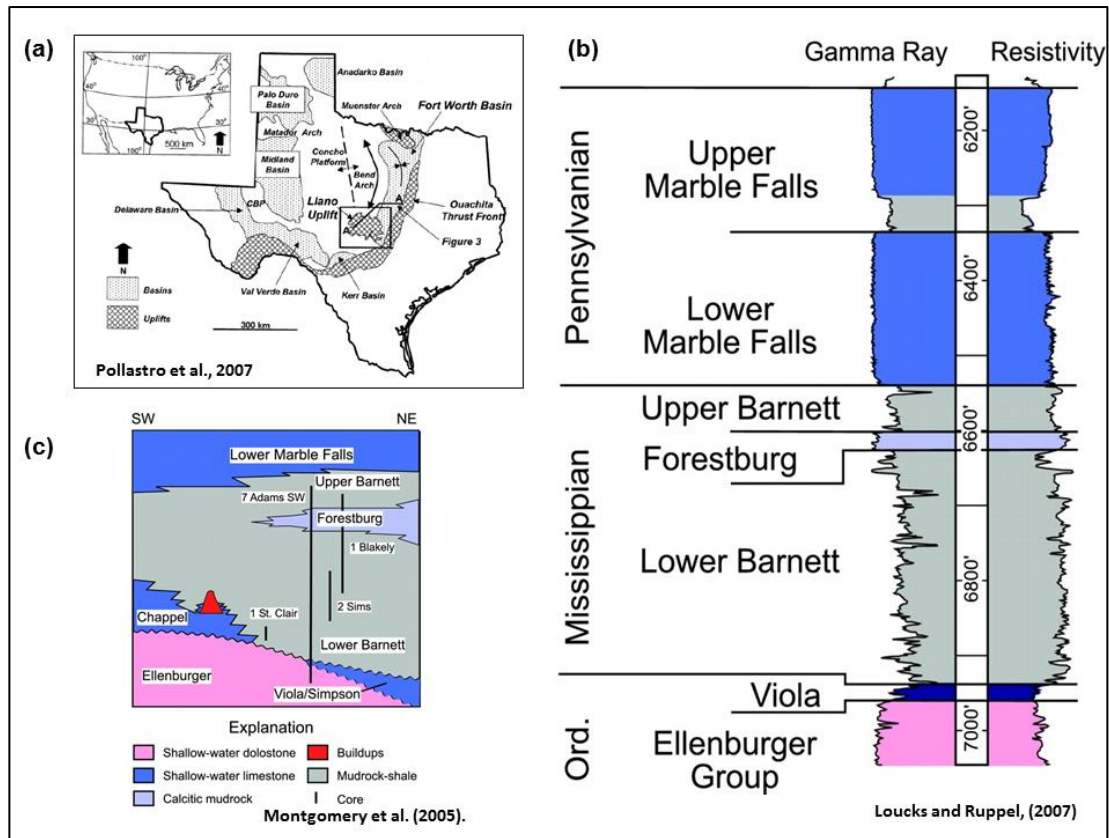 (a)
100°
40°
40°
30°
30°
100°
500 km
N
Anadarko Basin
Palo Duro
Basin
Muenster Arch
Fort Worth Basin
Matador Arch
Concho
Platform
Midland
Basin
Bend
Arch
A
Ouachita
Thrust Front
Llano
Uplift
Delaware Basin
CBP
A
Figure 3
N
Basins
Uplifts
Val Verde Basin
Kerr Basin
300 km
Pollastro et al., 2007
(b)
Gamma Ray
Resistivity
Pennsylvanian
Upper
Marble Falls
6200'
Lower
Marble Falls
6400'
Mississippian
Upper Barnett
6600'
Forestburg
Lower Barnett
6800'
Ord.
Viola
Ellenburger
Group
7000'
Loucks and Ruppel, (2007)
(c)
SW
NE
Lower Marble Falls
Upper Barnett
7 Adams SW
Forestburg
1 Blakely
2 Sims
1 St. Clair
Chappel
Lower Barnett
Ellenburger
Viola/Simpson
Explanation
Shallow-water dolostone
Buildups
Shallow-water limestone
Mudrock-shale
Calcitic mudrock
Core
Montgomery et al. (2005).